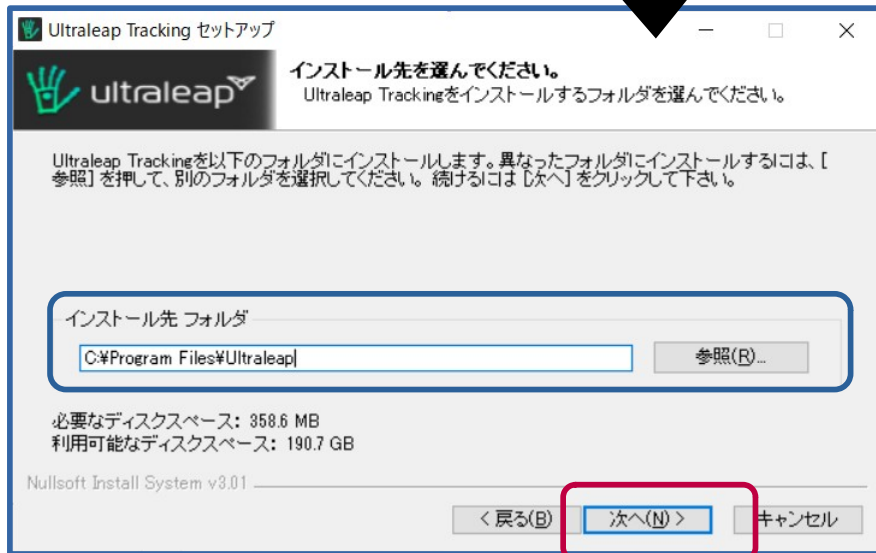 Ultraleap Tracking セットアップ
ultraleap
インストール先を選んでください。
Ultraleap Trackingをインストールするフォルダを選んでください。
Ultraleap Trackingを以下のフォルダにインストールします。異なったフォルダにインストールするには、[
参照] を押して、別のフォルダを選択してください。 続けるには [次へ] をクリックして下さい。
インストール先 フォルダ
C:¥Program Files¥Ultraleap
参照(R)...
必要なディスクスペース: 358.6 MB
利用可能なディスクスペース: 190.7 GB
Nullsoft Install System v3.01
< 戻る(B)
次へ(N) >
キャンセル